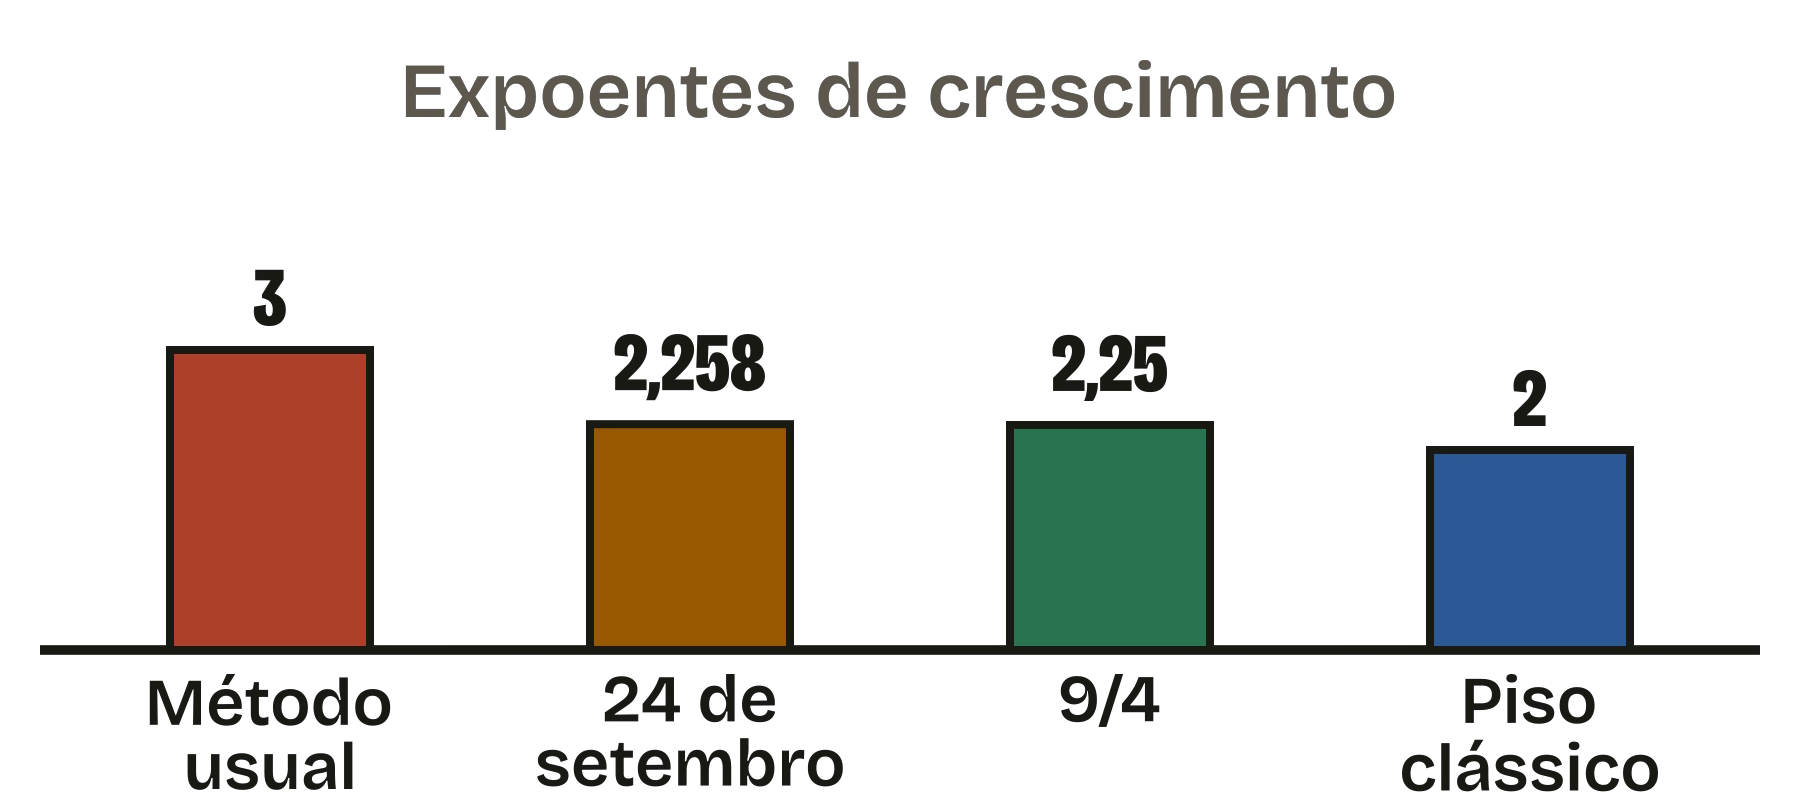 Expoentes de crescimento
3
2,258
2,25
2
Método
usual
24 de
setembro
9/4
Piso
clássico